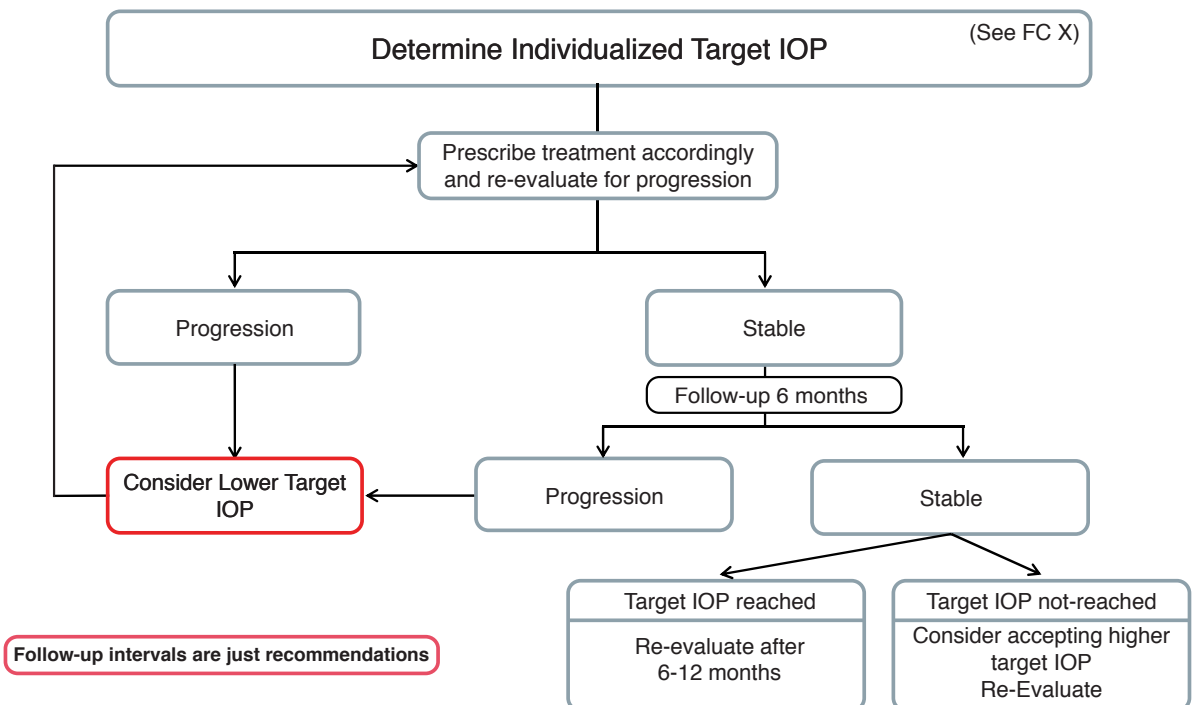 Determine Individualized Target IOP
(See FC X)
Prescribe treatment accordingly
and re-evaluate for progression
Progression
Stable
Follow-up 6 months
Consider Lower Target
IOP
Progression
Stable
Target IOP reached
Re-evaluate after
6-12 months
Target IOP not-reached
Consider accepting higher
target IOP
Re-Evaluate
Follow-up intervals are just recommendations